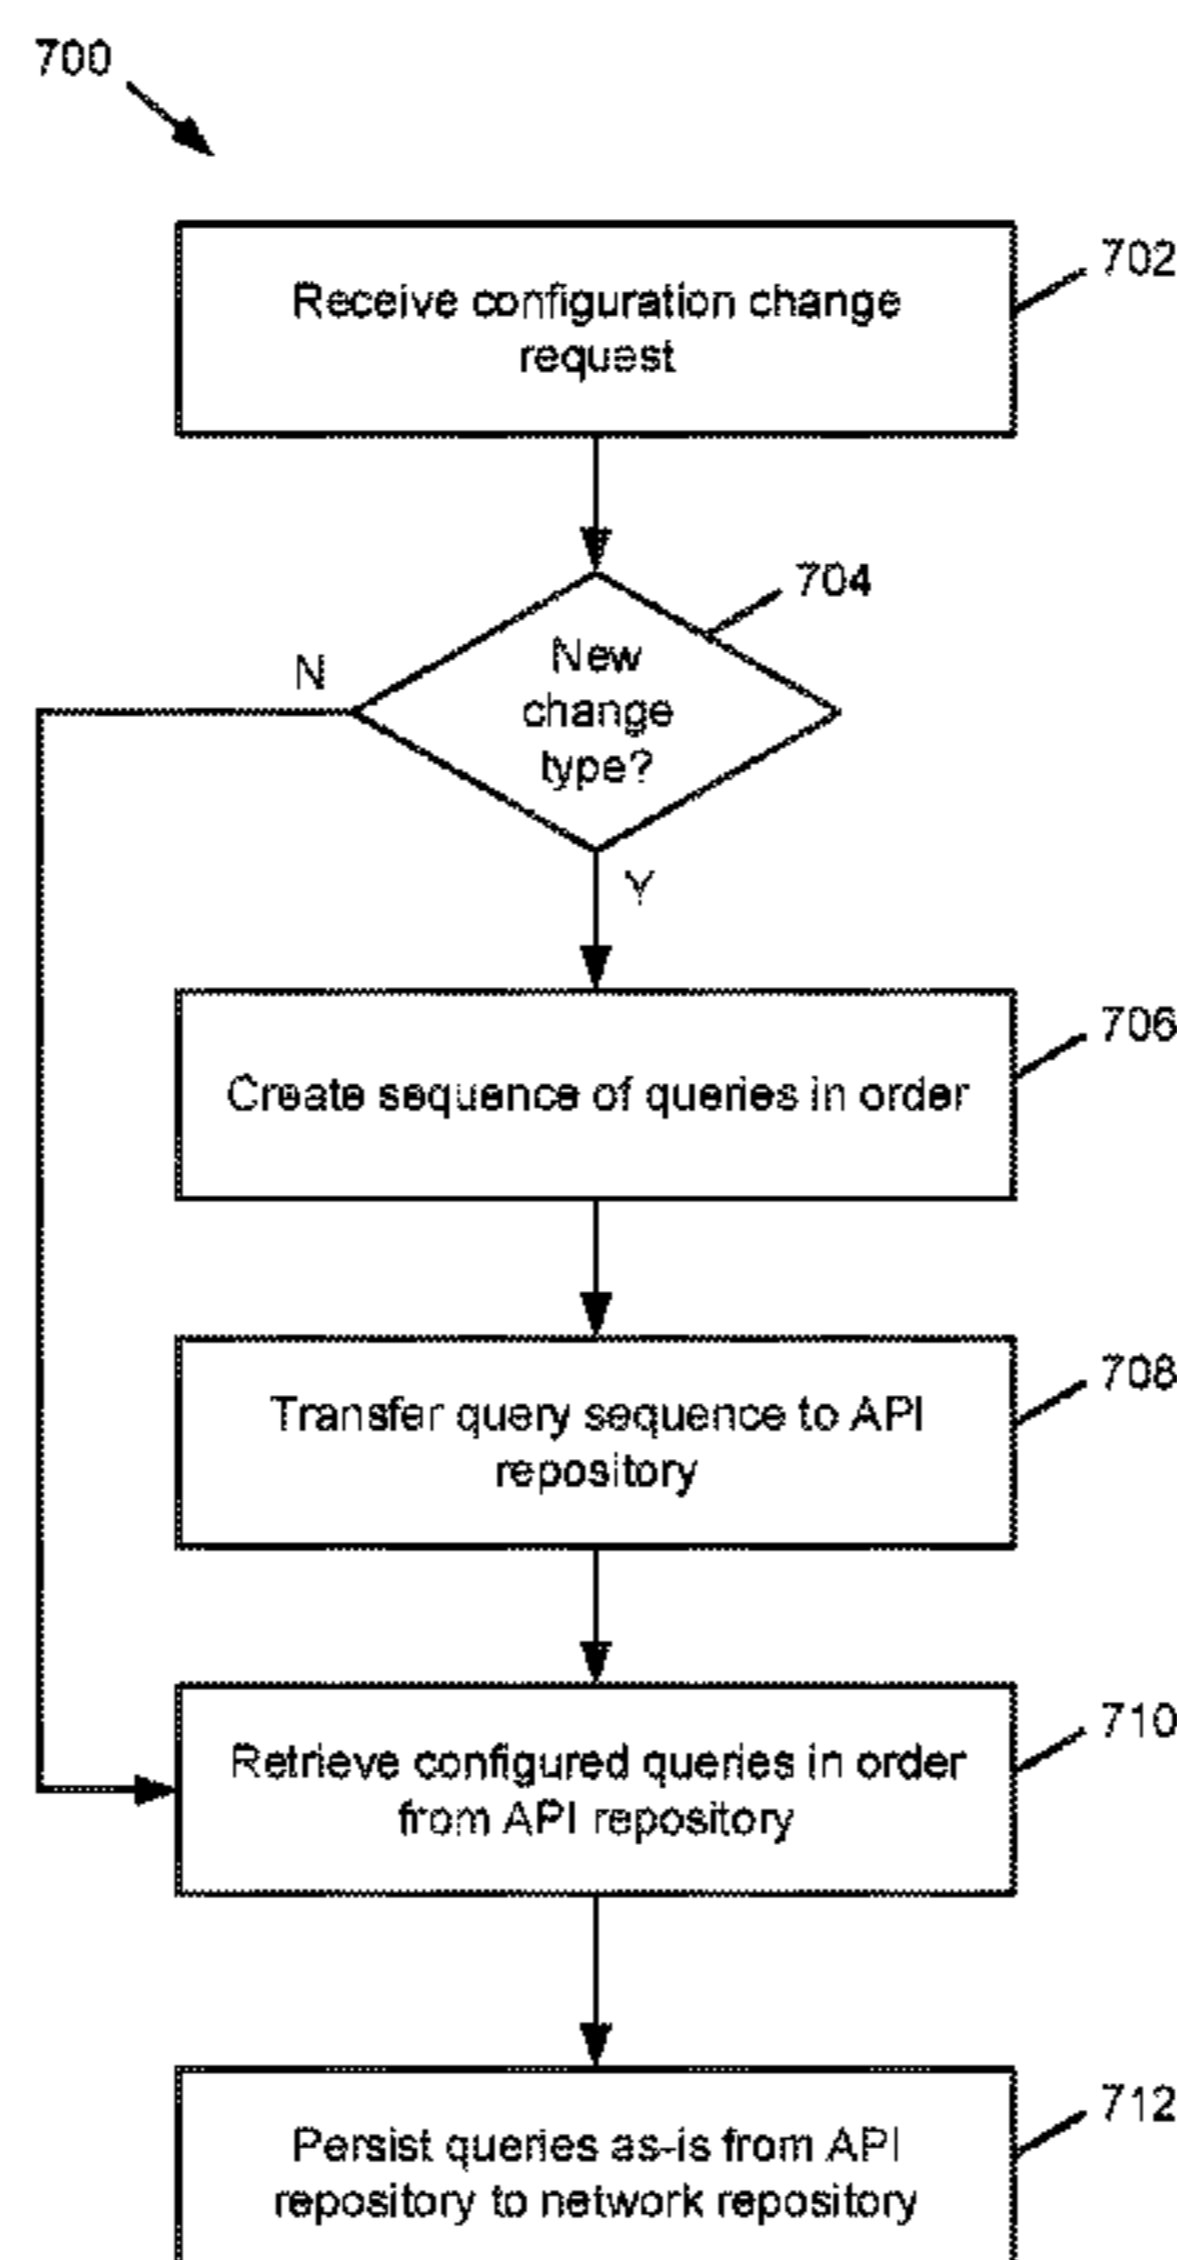 700
702
Receive configuration change
request
704
New
change
type?
N
Y
706
Create sequence of queries in order
708
Transfer query sequence to API
repository
710
Retrieve configured queries in order
from API repository
712
Persist queries as-is from API
repository to network repository